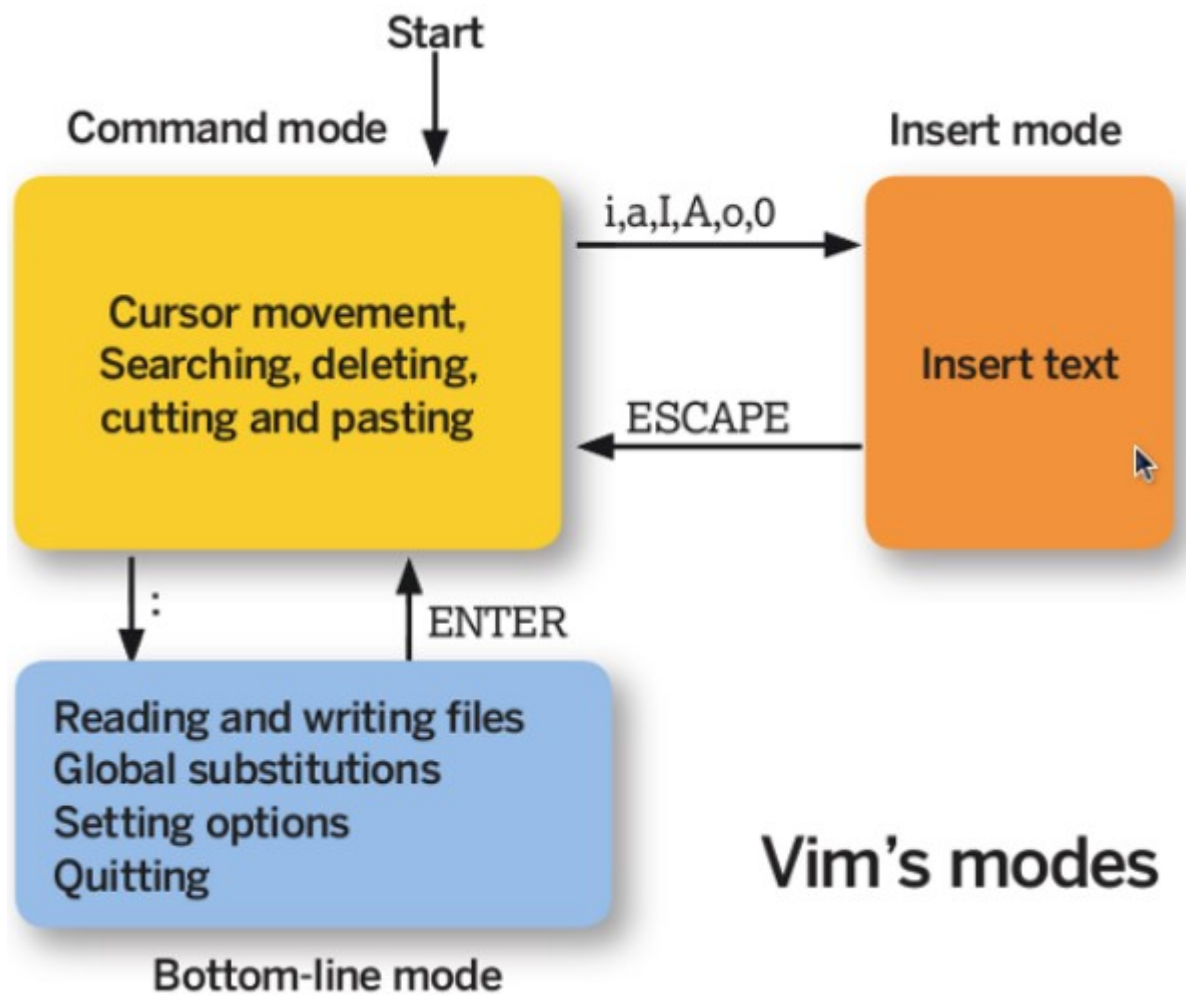 Start
Command mode
Insert mode
i,a,I,A,o,0
Cursor movement,
Searching, deleting,
cutting and pasting
Insert text
ESCAPE
:
ENTER
Reading and writing files
Global substitutions
Setting options
Quitting
Vim's modes
Bottom-line mode